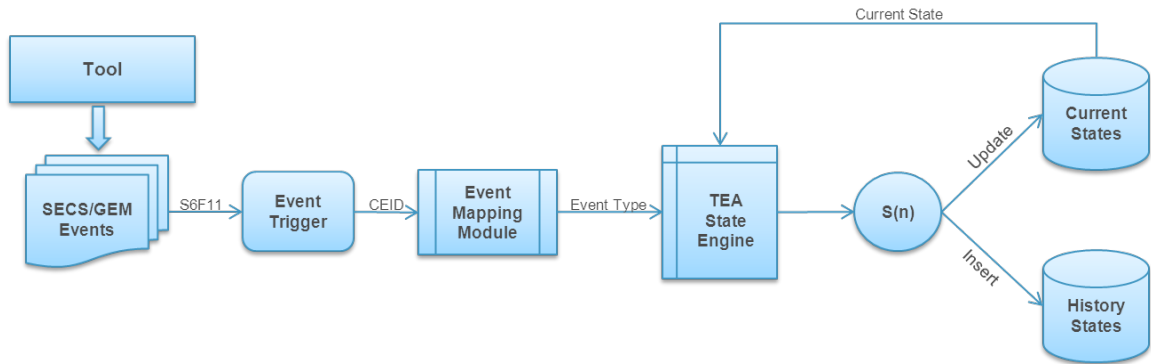 Current State
Tool
SECS/GEM
Events
S6F11
Event
Trigger
CEID
Event
Mapping
Module
Event Type
TEA
State
Engine
S(n)
Update
Insert
Current
States
History
States